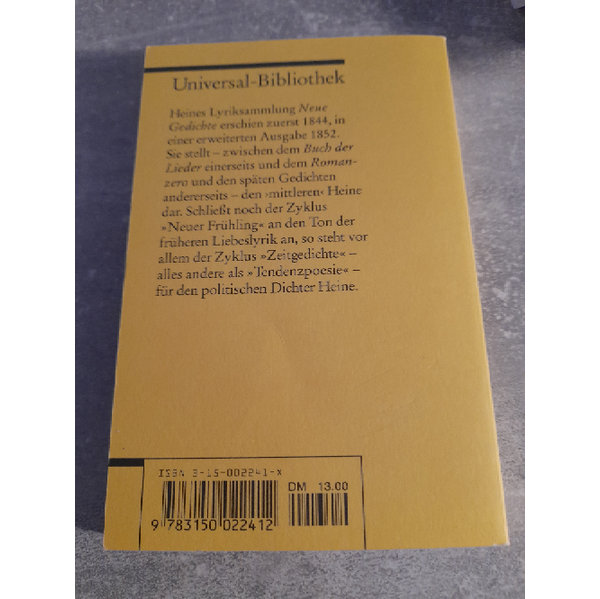 Universal-Bibliothek
Heines Lyriksammlung Neue
Gedichte erschien zuerst 1844, in
einer erweiterten Ausgabe 1852.
Sie stellt – zwischen dem Buch der
Lieder einerseits und dem Roman-
zero und den späten Gedichten
andererseits – den ›mittleren‹ Heine
dar. Schließt noch der Zyklus
»Neuer Frühling« an den Ton der
früheren Liebeslyrik an, so steht vor
allem der Zyklus »Zeitgedichte« –
alles andere als »Tendenzpoesie« –
für den politischen Dichter Heine.
ISBN 3-15-002241-X
DM 13.00
9 783150 022412